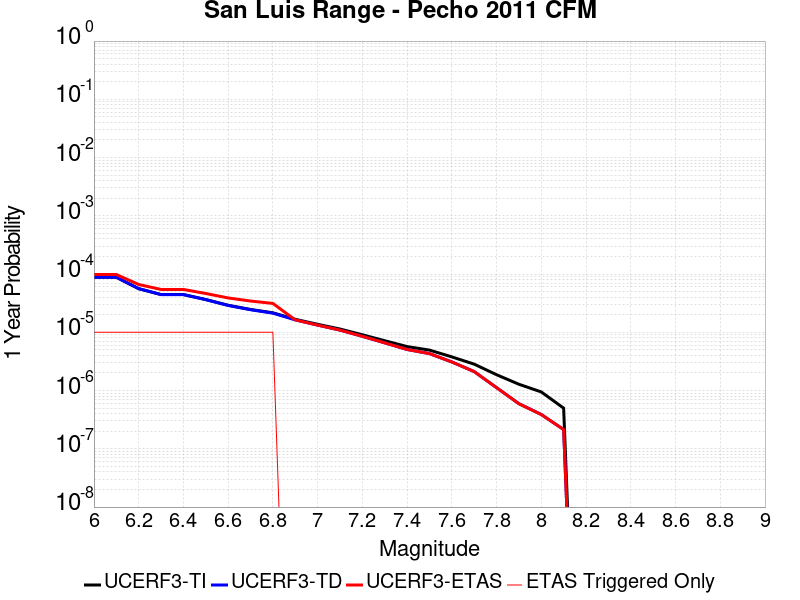 San Luis Range - Pecho 2011 CFM
1 Year Probability
10^0
10^-1
10^-2
10^-3
10^-4
10^-5
10^-6
10^-7
10^-8
6 6.2 6.4 6.6 6.8 7 7.2 7.4 7.6 7.8 8 8.2 8.4 8.6 8.8 9
Magnitude
UCERF3-TI UCERF3-TD UCERF3-ETAS ETAS Triggered Only